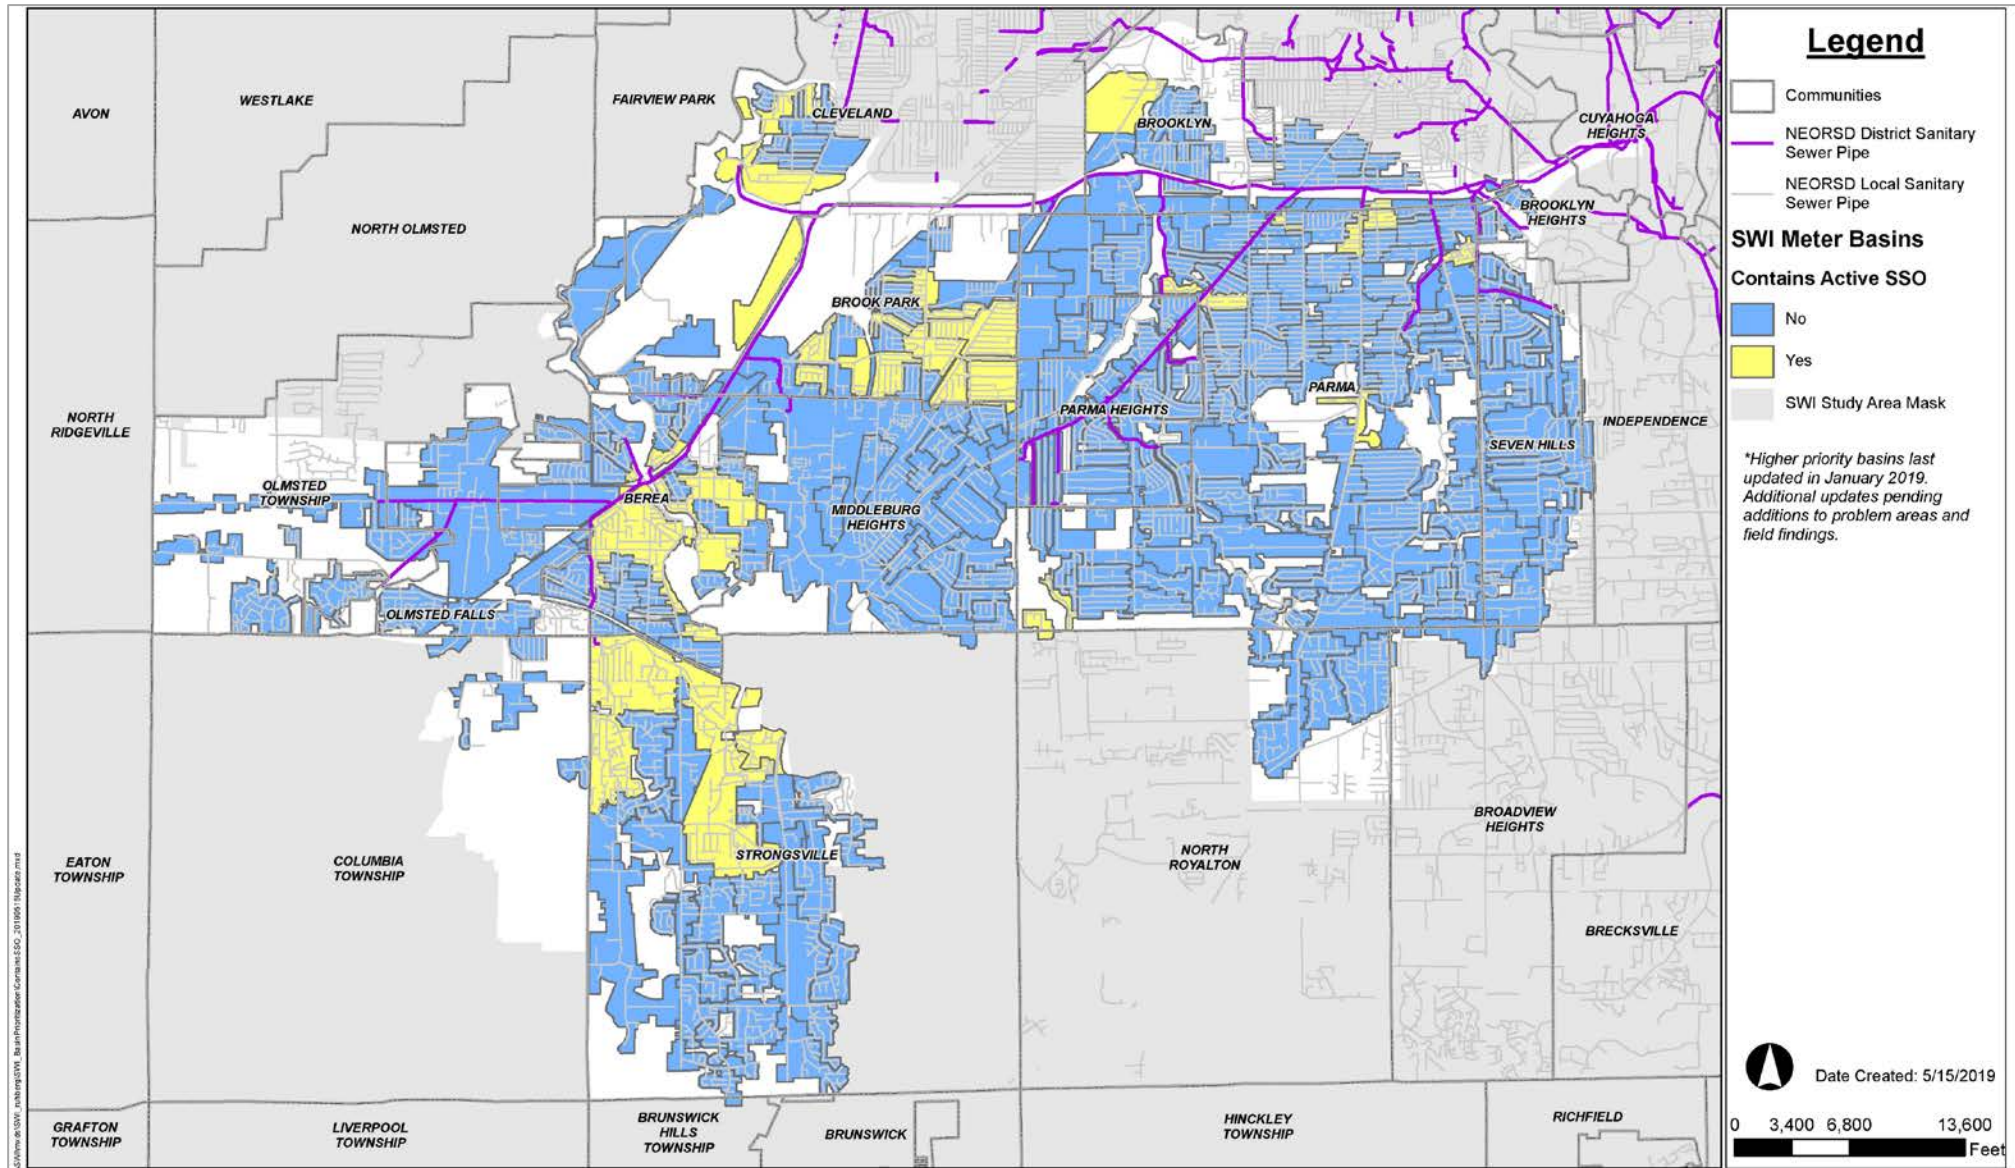 AVON
WESTLAKE
FAIRVIEW PARK
CLEVELAND
BROOKLYN
CUYAHOGA
HEIGHTS
NORTH OLMSTED
BROOKLYN
HEIGHTS
BROOK PARK
NORTH
RIDGEVILLE
PARMA
PARMA HEIGHTS
INDEPENDENCE
SEVEN HILLS
OLMSTED
TOWNSHIP
BEREA
MIDDLEBURG
HEIGHTS
OLMSTED FALLS
EATON
TOWNSHIP
COLUMBIA
TOWNSHIP
STRONGSVILLE
NORTH
ROYALTON
BROADVIEW
HEIGHTS
BRECKSVILLE
GRAFTON
TOWNSHIP
LIVERPOOL
TOWNSHIP
BRUNSWICK
HILLS
TOWNSHIP
BRUNSWICK
HINCKLEY
TOWNSHIP
RICHFIELD
Legend
Communities
NEORSD District Sanitary
Sewer Pipe
NEORSD Local Sanitary
Sewer Pipe
SWI Meter Basins
Contains Active SSO
No
Yes
SWI Study Area Mask
*Higher priority basins last
updated in January 2019.
Additional updates pending
additions to problem areas and
field findings.
Date Created: 5/15/2019
0 3,400 6,800 13,600
Feet